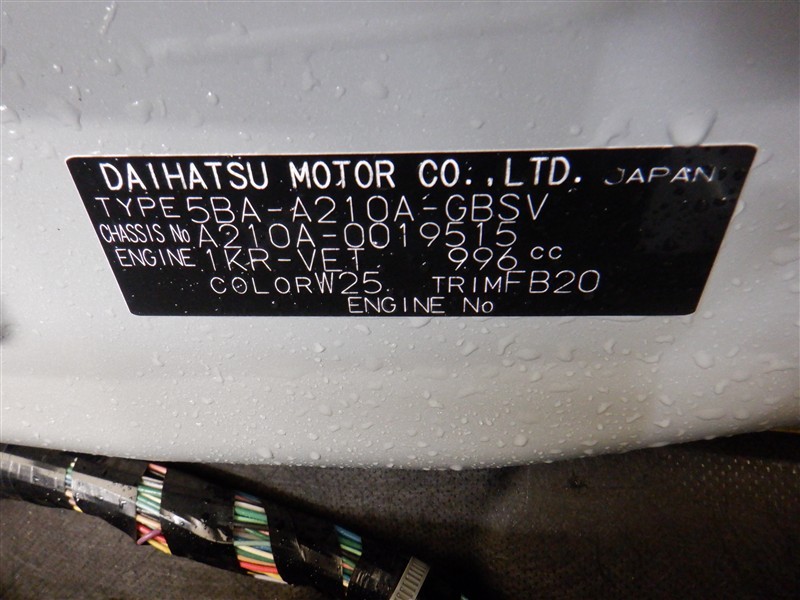 DAIHATSU MOTOR CO.,LTD. JAPAN
TYPE 5BA-A210A-GBSV
CHASSIS No A210A-0019515
ENGINE 1KR-VET 996 cc
COLOR W25 TRIM FB20
ENGINE No